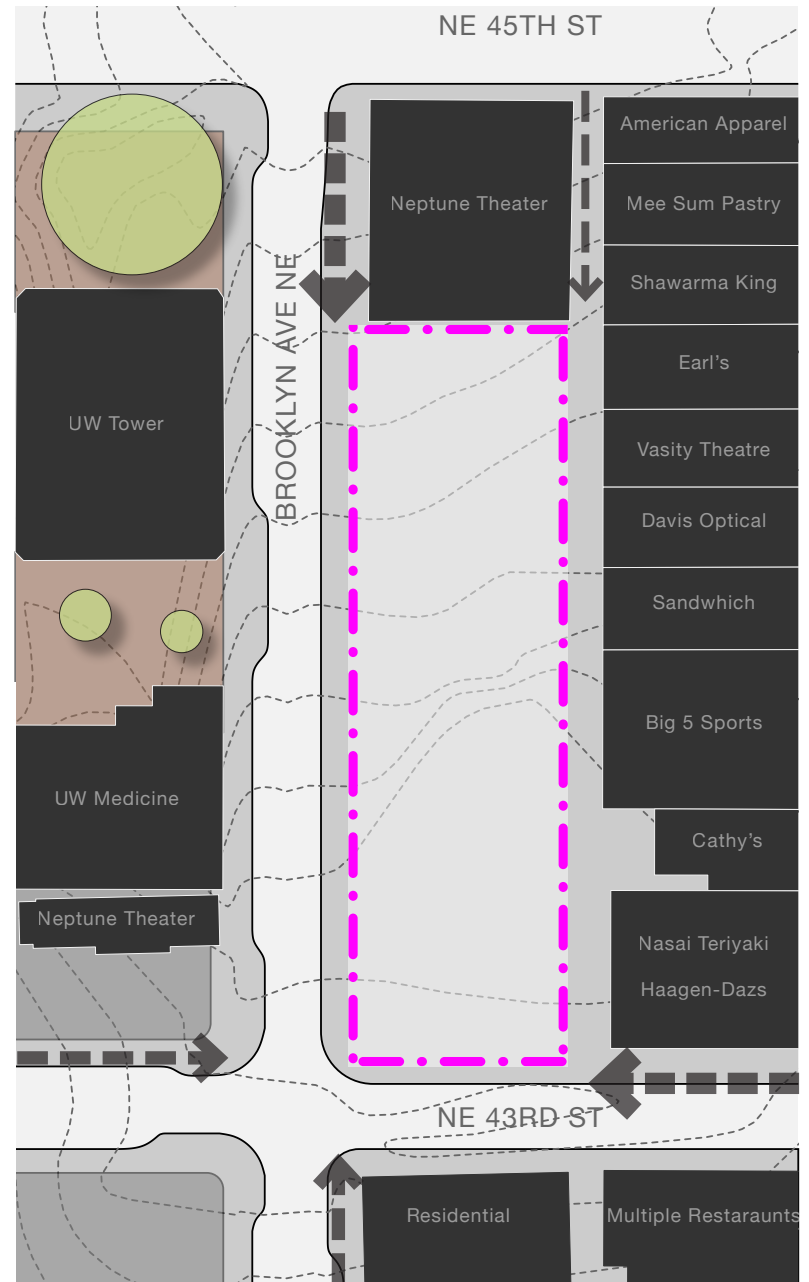 NE 45TH ST
American Apparel
Neptune Theater
Mee Sum Pastry
Shawarma King
BROOKLYN AVE NE
Earl's
UW Tower
Vasity Theatre
Davis Optical
Sandwhich
Big 5 Sports
UW Medicine
Cathy's
Neptune Theater
Nasai Teriyaki
Haagen-Dazs
NE 43RD ST
Residential
Multiple Restaraunts